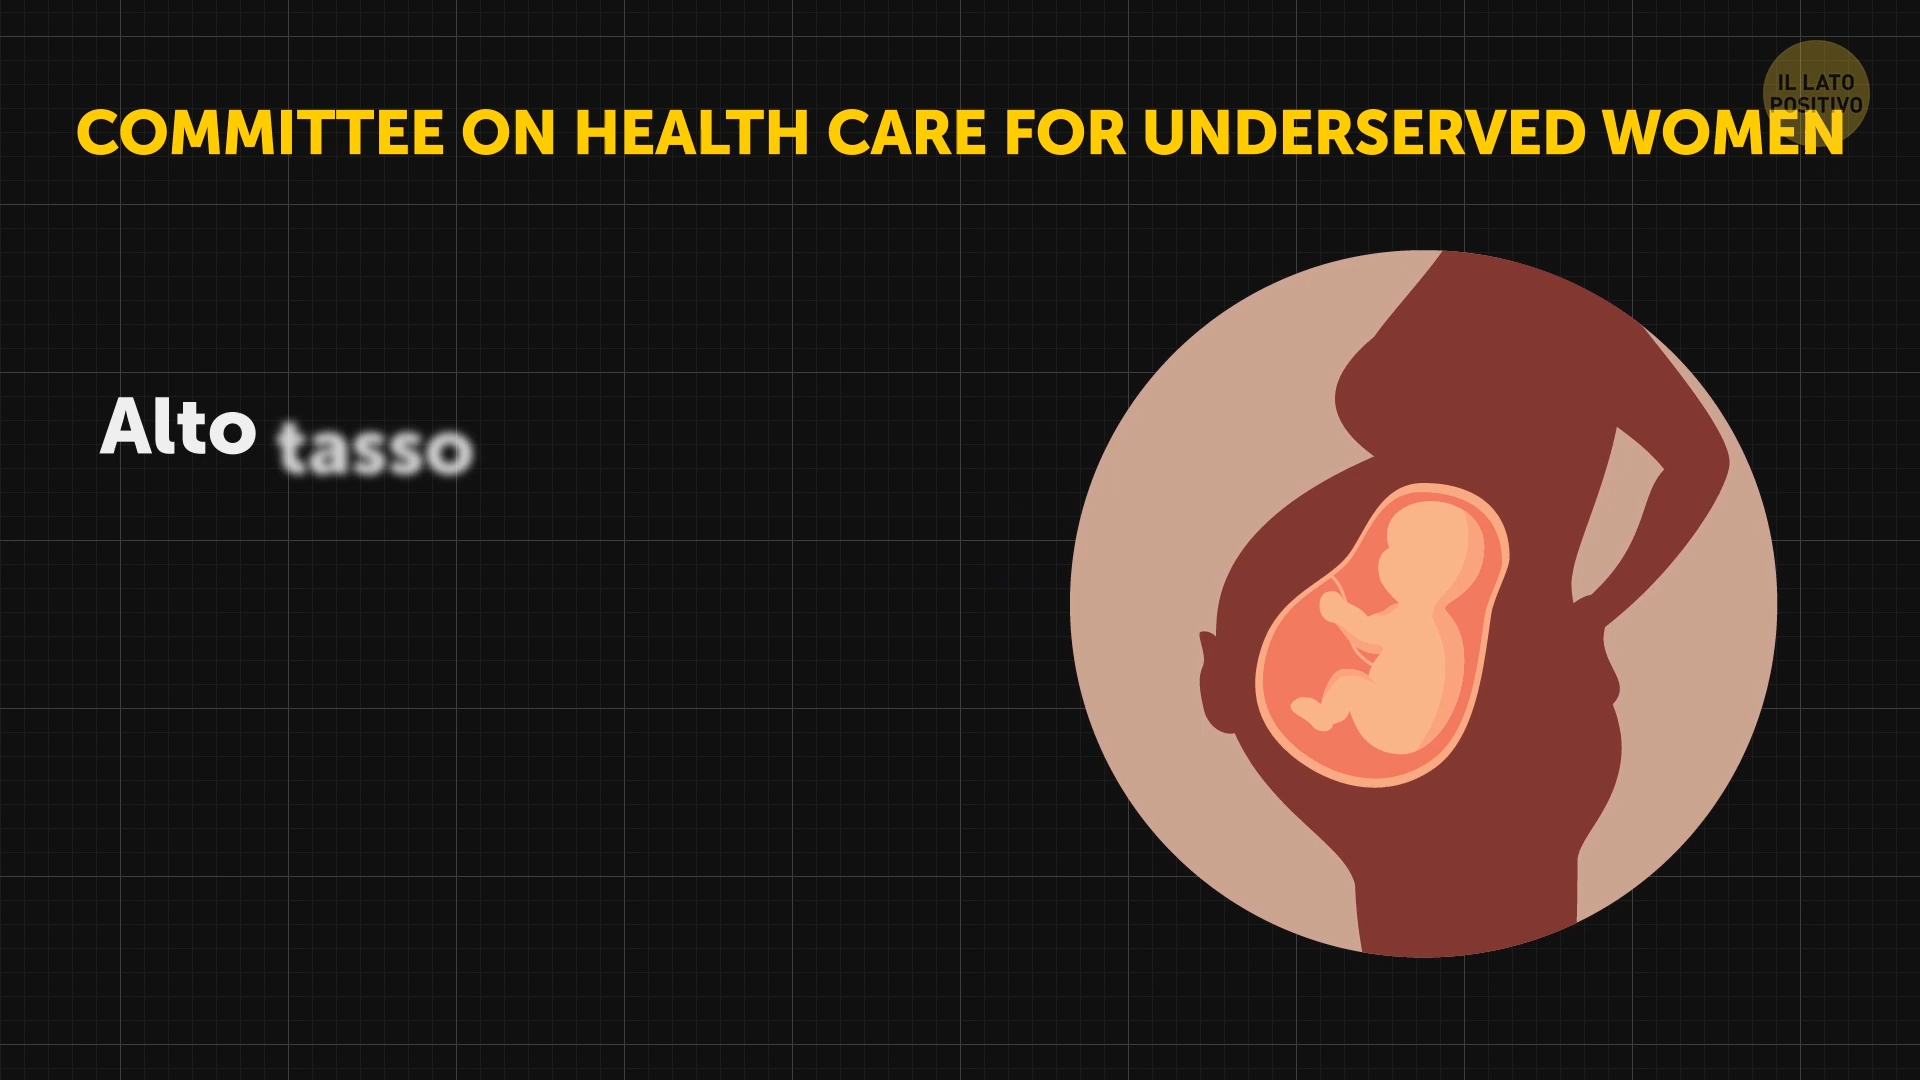 IL LATO
POSITIVO
COMMITTEE ON HEALTH CARE FOR UNDERSERVED WOMEN
Alto tasso